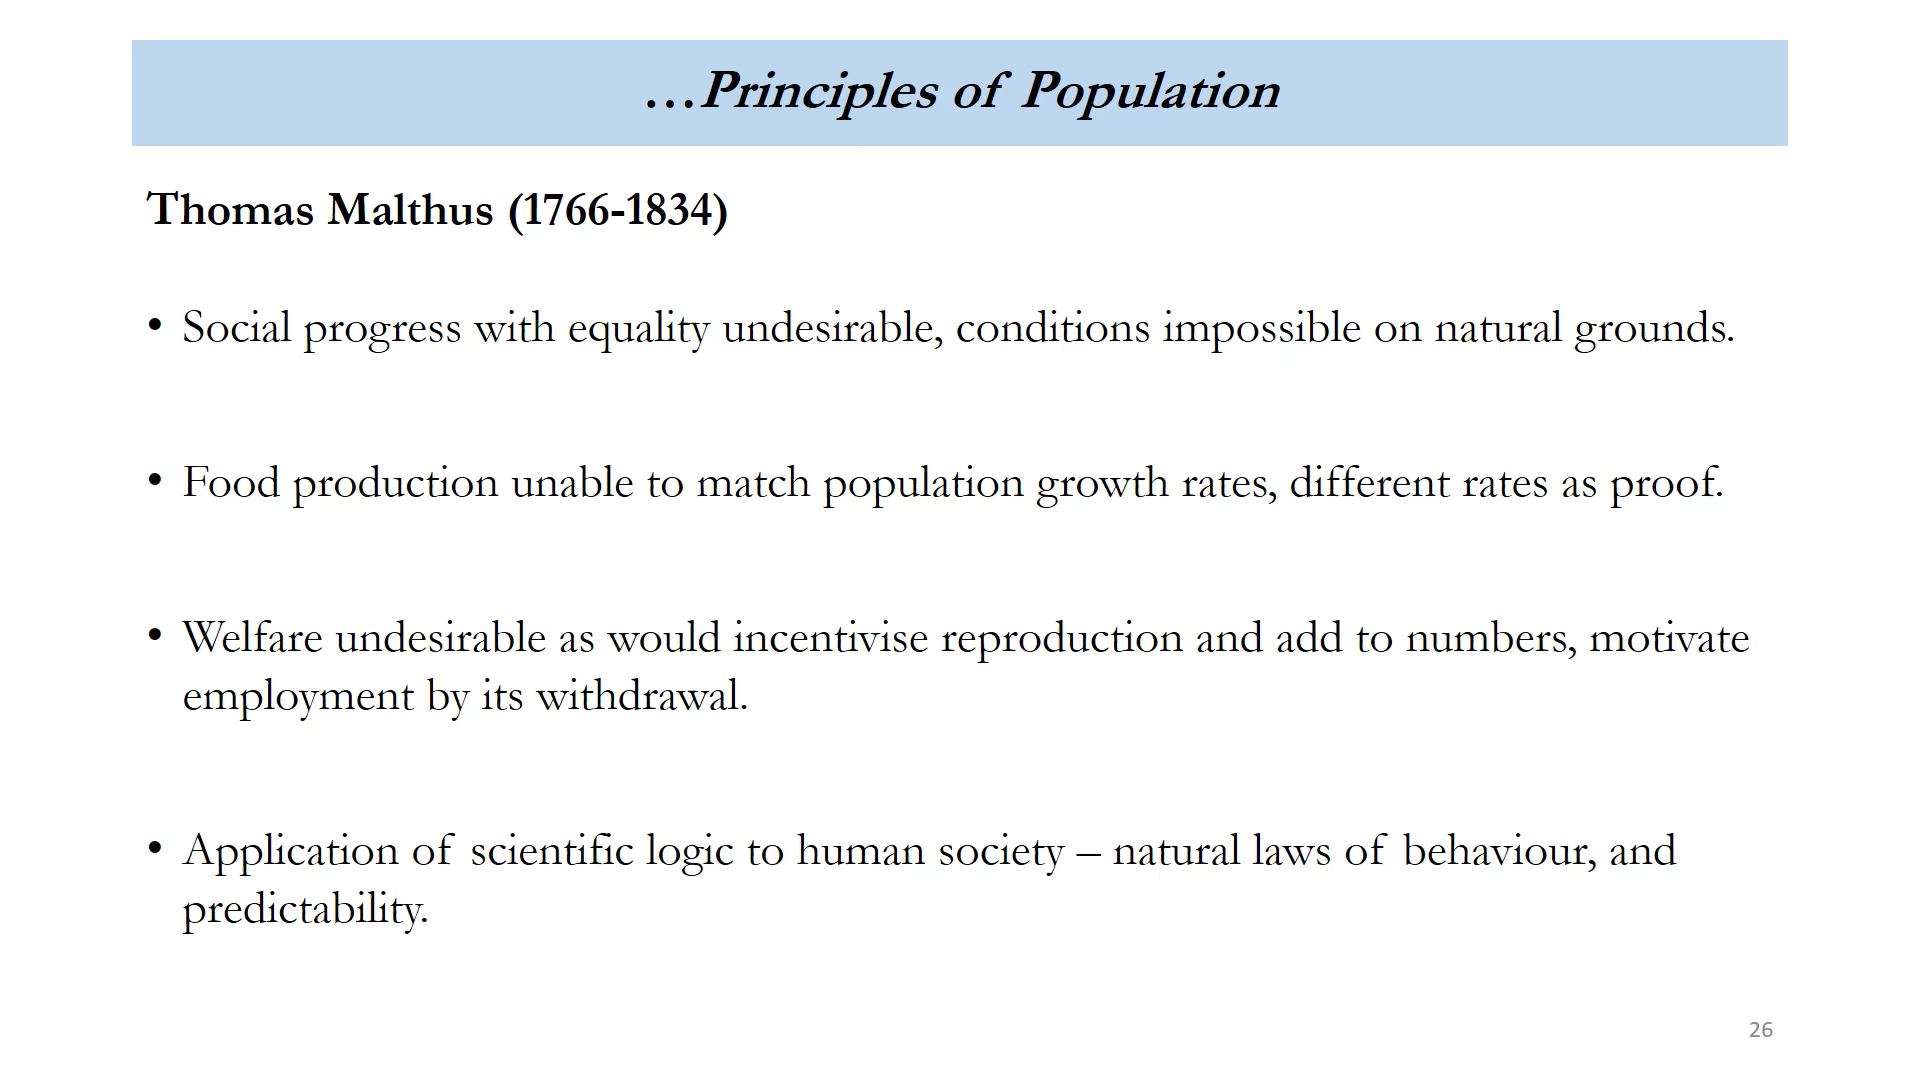 …Principles of Population
Thomas Malthus (1766-1834)
• Social progress with equality undesirable, conditions impossible on natural grounds.
• Food production unable to match population growth rates, different rates as proof.
• Welfare undesirable as would incentivise reproduction and add to numbers, motivate
employment by its withdrawal.
• Application of scientific logic to human society – natural laws of behaviour, and
predictability.
26